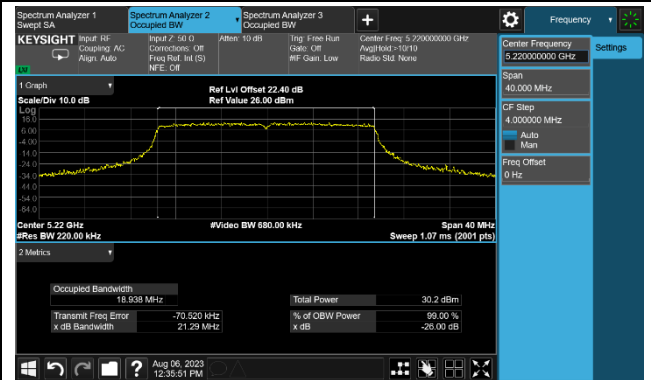 Spectrum Analyzer 1
Swept SA
Spectrum Analyzer 2
Occupied BW
Spectrum Analyzer 3
Occupied BW
Frequency
KEYSIGHT
Input: RF
Coupling: AC
Align: Auto
Input Z: 50 Ω
Corrections: Off
Freq Ref: Int (S)
NFE: Off
Atten: 10 dB
Trig: Free Run
Gate: Off
#IF Gain: Low
Center Freq: 5.220000000 GHz
Avg|Hold:>10/10
Radio Std: None
LW
Center Frequency
5.220000000 GHz
Settings
Span
40.000 MHz
CF Step
4.000000 MHz
Auto
Man
Freq Offset
0 Hz
1 Graph
Scale/Div 10.0 dB
Ref Lvl Offset 22.40 dB
Ref Value 26.00 dBm
Log
16.0
6.00
-4.00
-14.0
-24.0
-34.0
-44.0
-54.0
-64.0
Center 5.22 GHz
#Video BW 680.00 kHz
Span 40 MHz
#Res BW 220.00 kHz
Sweep 1.07 ms (2001 pts)
2 Metrics
Occupied Bandwidth
18.938 MHz
Total Power 30.2 dBm
Transmit Freq Error -70.520 kHz
% of OBW Power 99.00 %
x dB Bandwidth 21.29 MHz
x dB -26.00 dB
Aug 06, 2023
12:35:51 PM